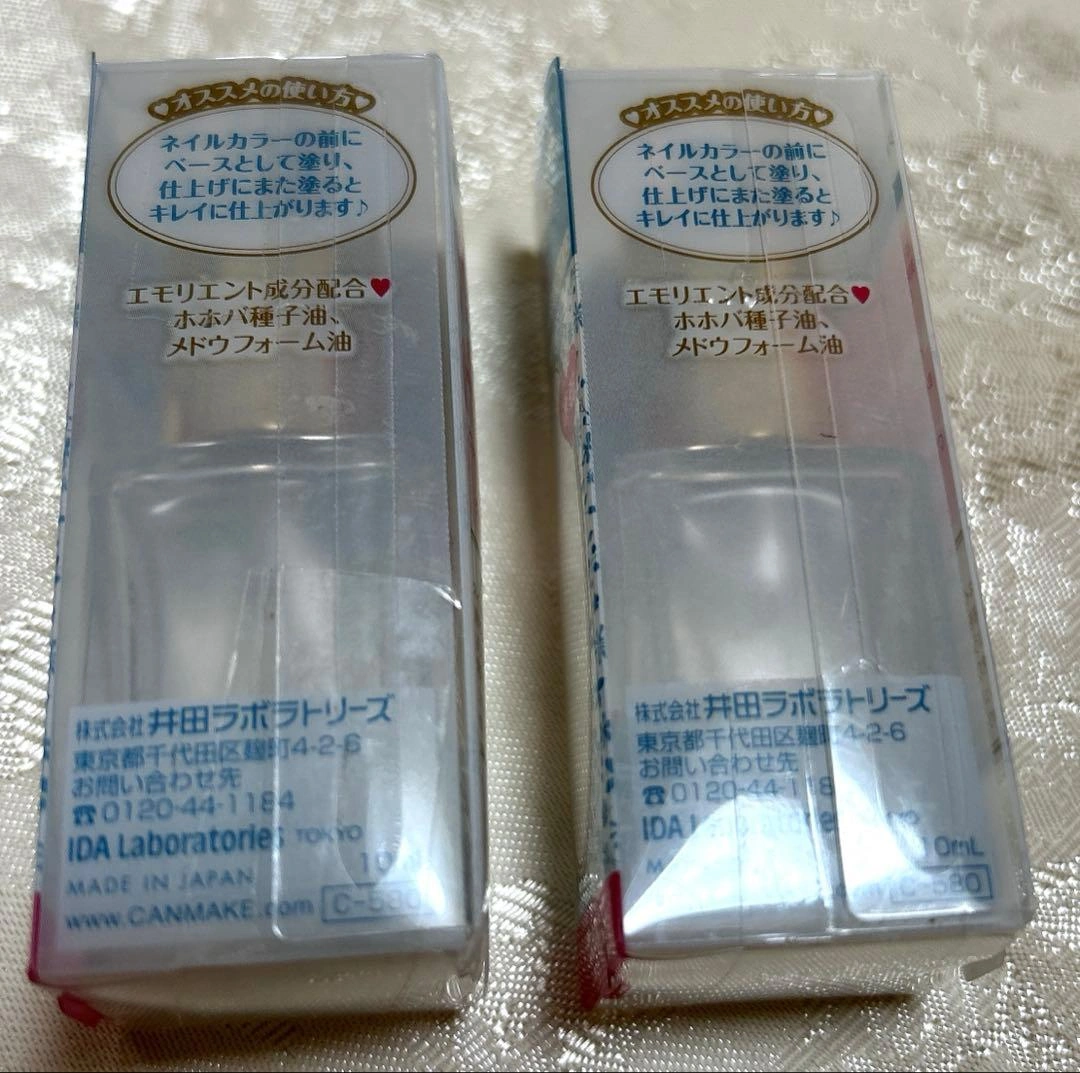 オススメの使い方
ネイルカラーの前に
ベースとして塗り、
仕上げにまた塗ると
キレイに仕上がります♪
エモリエント成分配合♥
ホホバ種子油、
メドウフォーム油
株式会社 井田ラボラトリーズ
東京都千代田区麹町4-2-6
お問い合わせ先
☎0120-44-1184
IDA Laboratories TOKYO
MADE IN JAPAN
www.CANMAKE.com C-580
オススメの使い方
ネイルカラーの前に
ベースとして塗り、
仕上げにまた塗ると
キレイに仕上がります♪
エモリエント成分配合♥
ホホバ種子油、
メドウフォーム油
株式会社 井田ラボラトリーズ
東京都千代田区麹町4-2-6
お問い合わせ先
☎0120-44-118
IDA
10mL
C-580